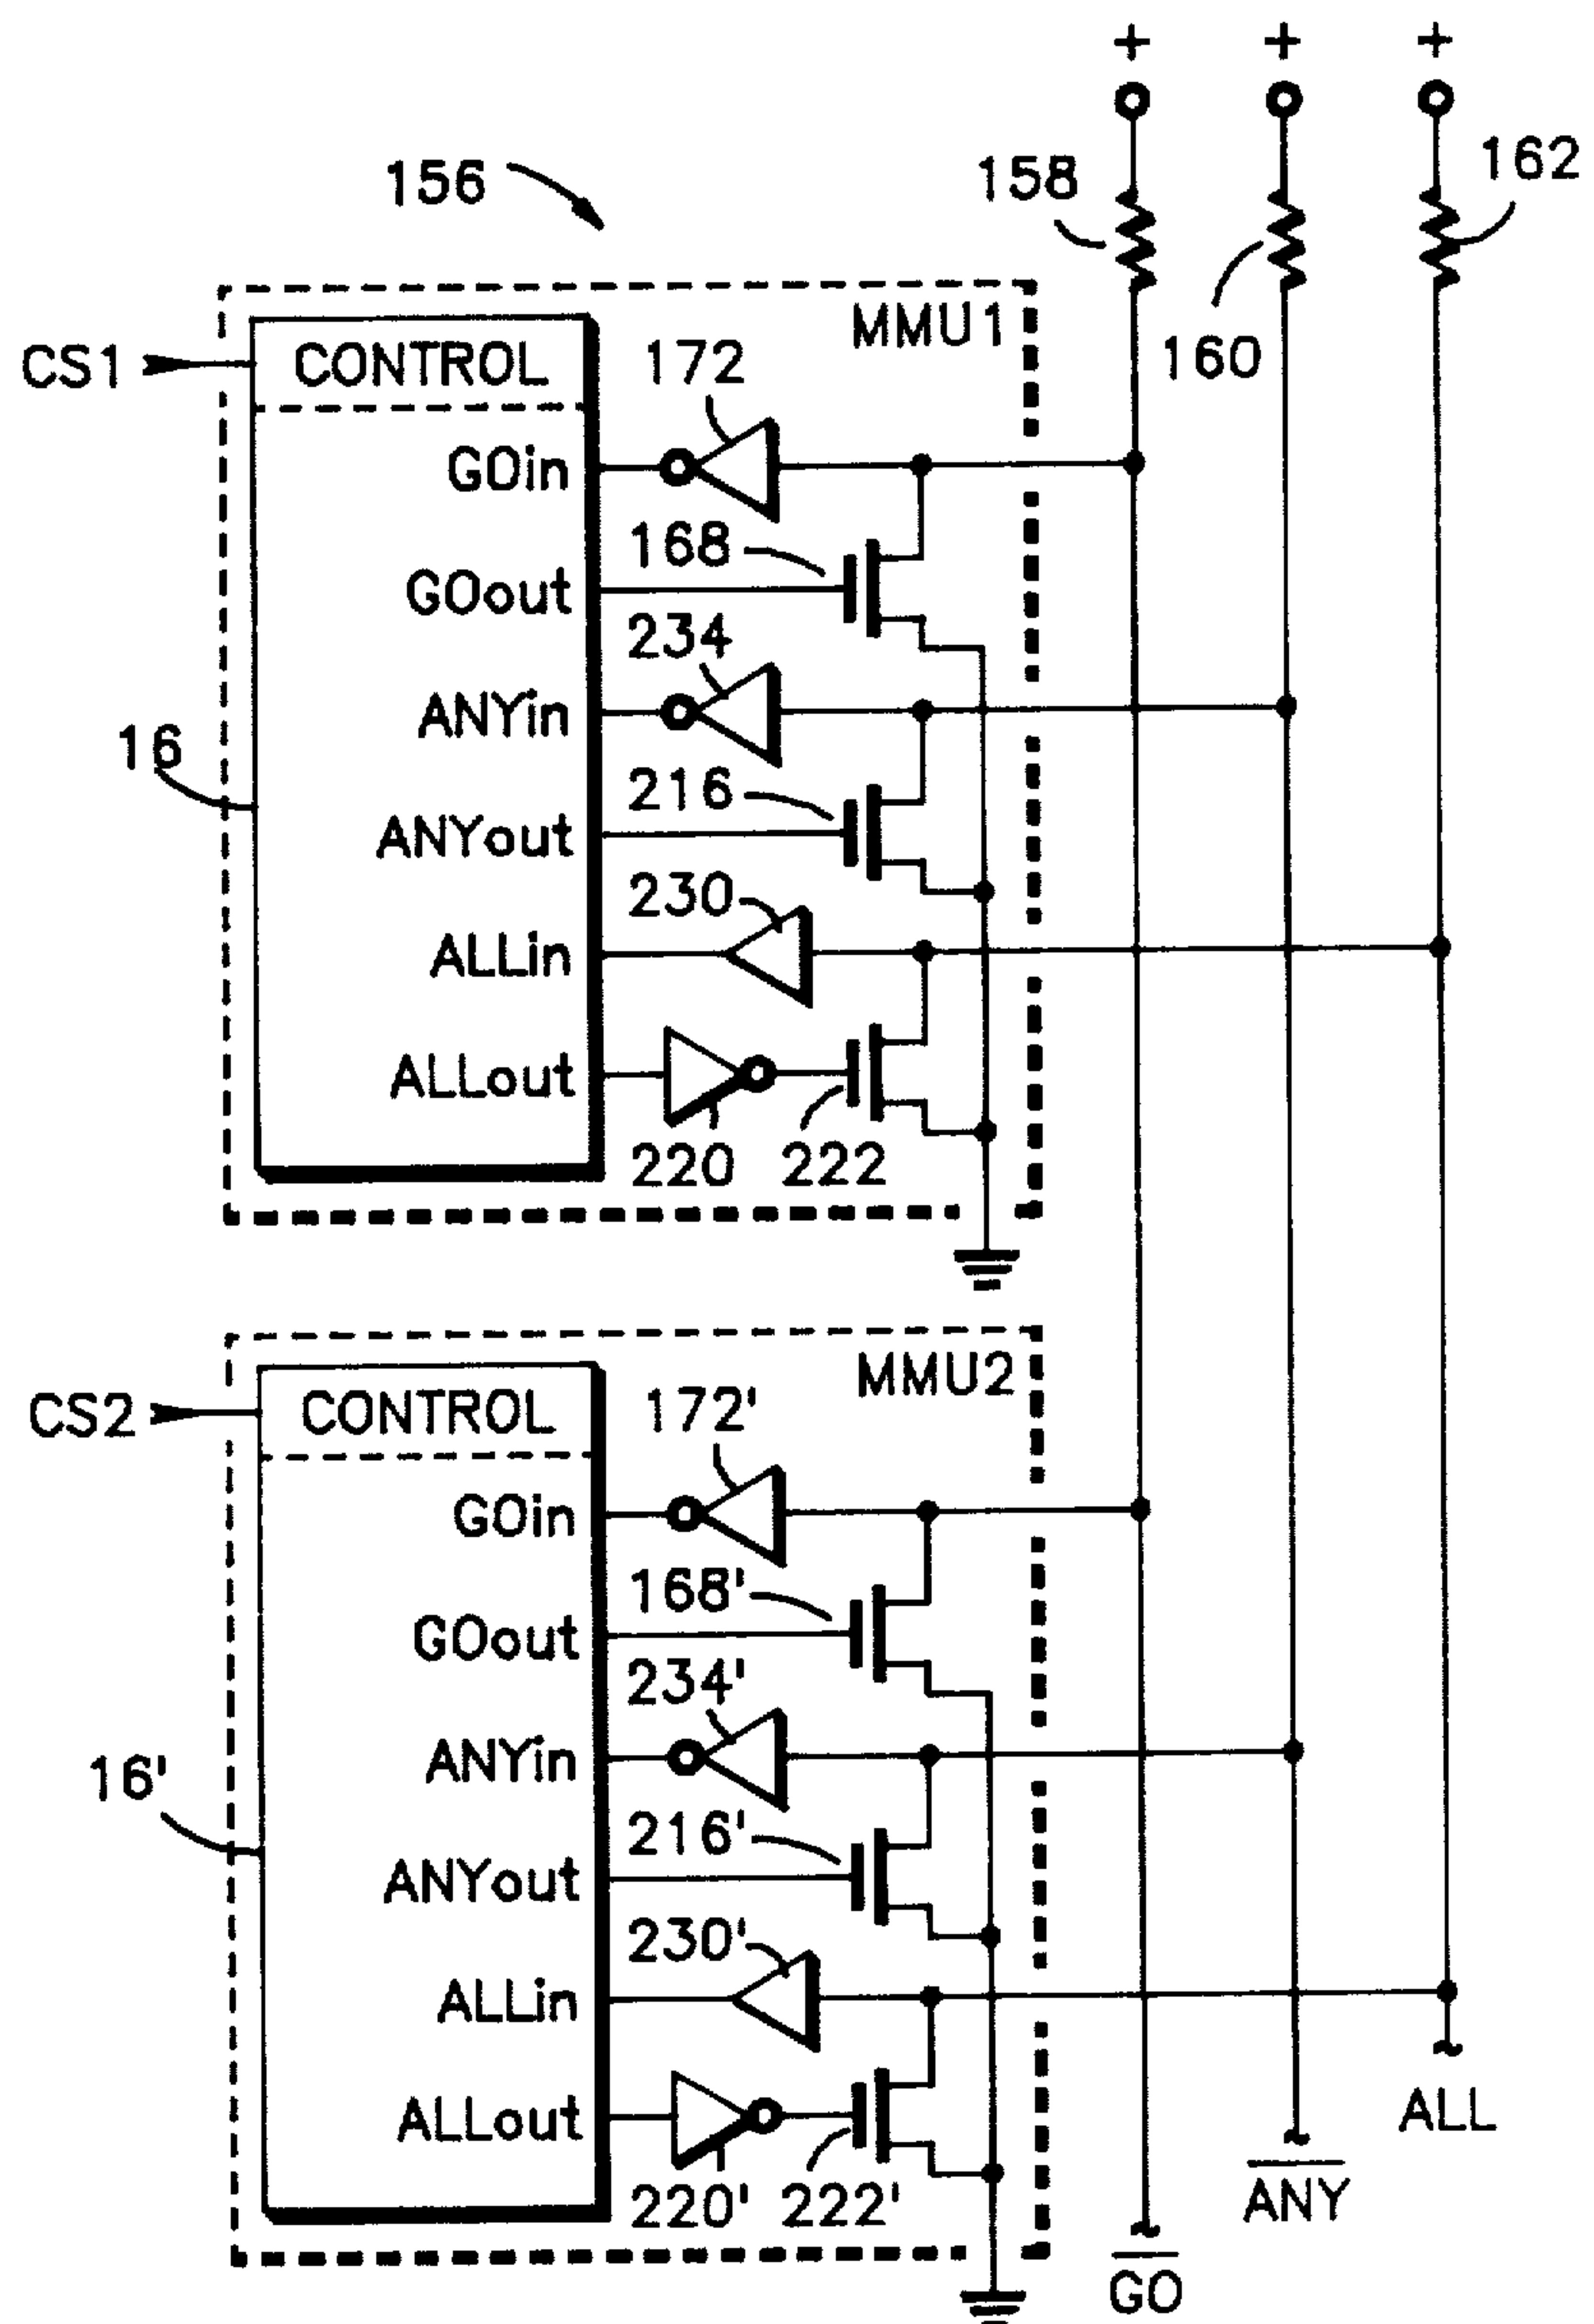 + + +
156
158
162
160
MMU1
CS1
CONTROL
172
GOin
168
GOout
234
ANYin
16
216
ANYout
230
ALLin
ALLout
220
222
MMU2
CS2
CONTROL
172'
GOin
168'
GOout
234'
ANYin
16'
216'
ANYout
230'
ALLin
ALLout
220'
222'
ALL
A̅N̅Y̅
G̅O̅